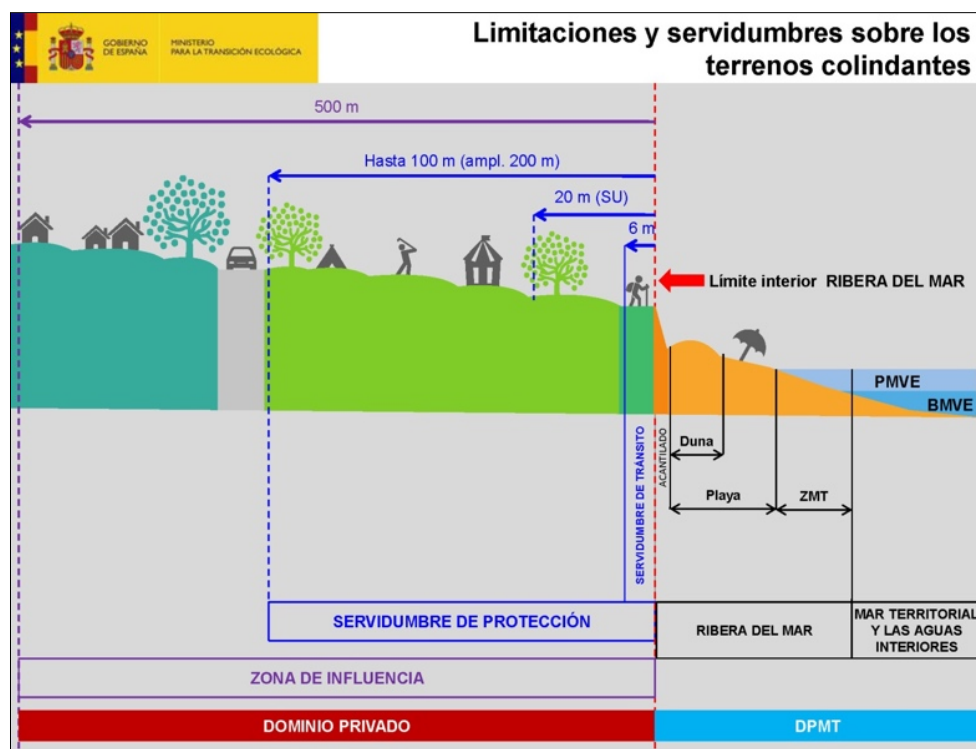 GOBIERNO
DE ESPAÑA
MINISTERIO
PARA LA TRANSICIÓN ECOLÓGICA
Limitaciones y servidumbres sobre los
terrenos colindantes
500 m
Hasta 100 m (ampl. 200 m)
20 m (SU)
6 m
Límite interior RIBERA DEL MAR
PMVE
BMVE
ACANTILADO
Duna
Playa
ZMT
SERVIDUMBRE DE TRÁNSITO
SERVIDUMBRE DE PROTECCIÓN
RIBERA DEL MAR
MAR TERRITORIAL
Y LAS AGUAS
INTERIORES
ZONA DE INFLUENCIA
DOMINIO PRIVADO
DPMT